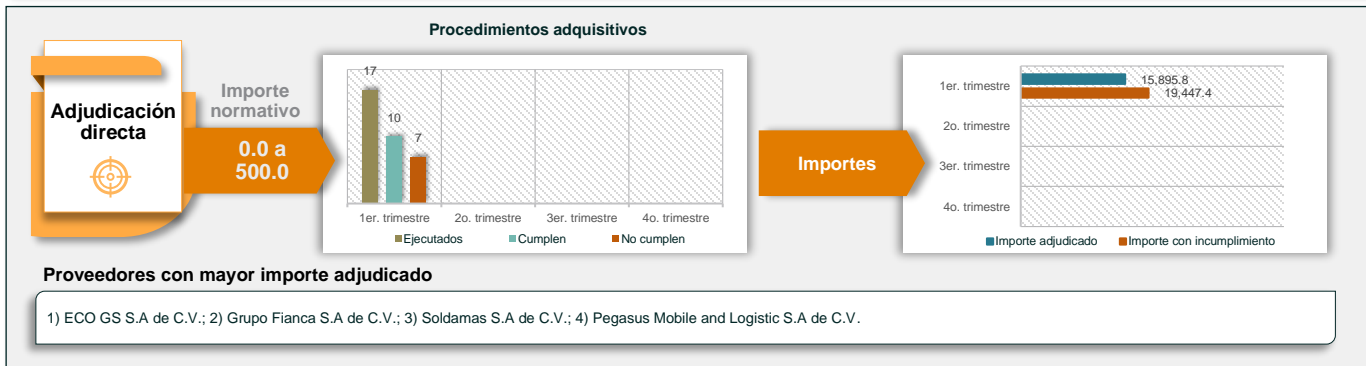 Procedimientos adquisitivos
Adjudicación
directa
Importe
normativo
0.0 a
500.0
17
10
7
1er. trimestre
2o. trimestre
3er. trimestre
4o. trimestre
Ejecutados
Cumplen
No cumplen
Importes
1er. trimestre
15,895.8
19,447.4
2o. trimestre
3er. trimestre
4o. trimestre
Importe adjudicado
Importe con incumplimiento
Proveedores con mayor importe adjudicado
1) ECO GS S.A de C.V.; 2) Grupo Fianca S.A de C.V.; 3) Soldamas S.A de C.V.; 4) Pegasus Mobile and Logistic S.A de C.V.